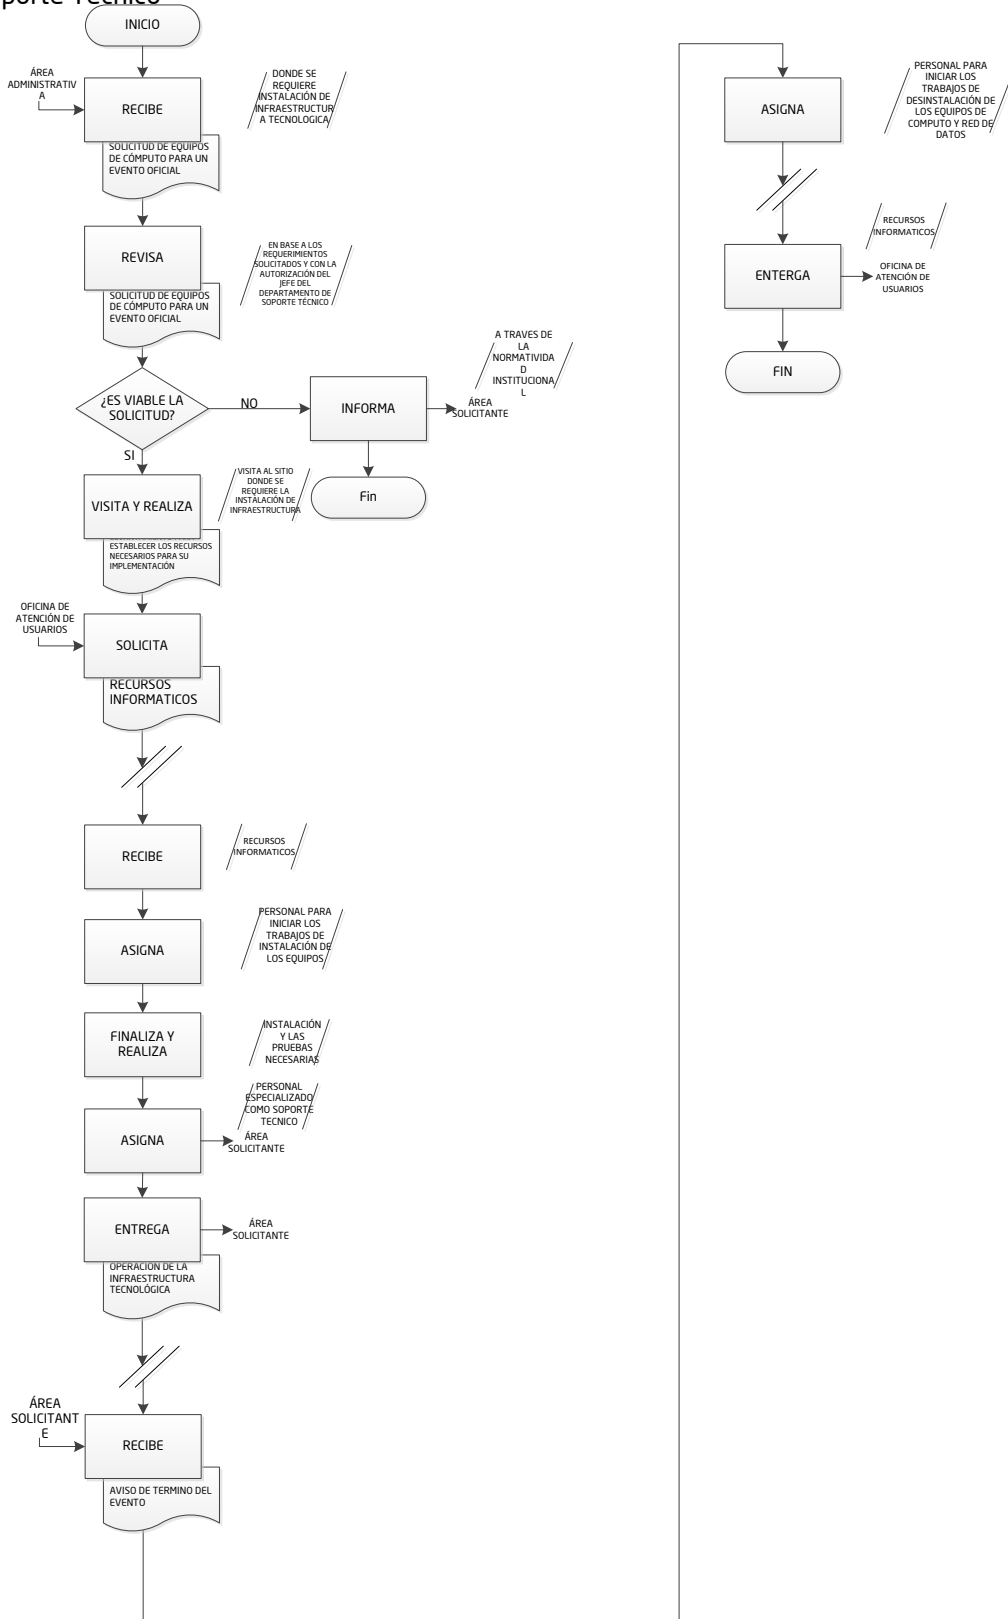 porte Técnico
INICIO
ÁREA
ADMINISTRATIV
A
RECIBE
DONDE SE
REQUIERE
INSTALACIÓN DE
INFRAESTRUCTUR
A TECNOLOGICA
SOLICITUD DE EQUIPOS
DE CÓMPUTO PARA UN
EVENTO OFICIAL
REVISA
EN BASE A LOS
REQUERIMIENTOS
SOLICITADOS Y CON LA
AUTORIZACIÓN DEL
JEFE DEL
DEPARTAMENTO DE
SOPORTE TÉCNICO
SOLICITUD DE EQUIPOS
DE CÓMPUTO PARA UN
EVENTO OFICIAL
¿ES VIABLE LA
SOLICITUD?
NO
INFORMA
A TRAVES DE
LA
NORMATIVIDA
D
INSTITUCIONA
L
ÁREA
SOLICITANTE
Fin
SI
VISITA Y REALIZA
VISITA AL SITIO
DONDE SE
REQUIERE LA
INSTALACIÓN DE
INFRAESTRUCTURA
ESTABLECER LOS RECURSOS
NECESARIOS PARA SU
IMPLEMENTACIÓN
OFICINA DE
ATENCIÓN DE
USUARIOS
SOLICITA
RECURSOS
INFORMATICOS
RECIBE
RECURSOS
INFORMATICOS
ASIGNA
PERSONAL PARA
INICIAR LOS
TRABAJOS DE
INSTALACIÓN DE
LOS EQUIPOS
FINALIZA Y
REALIZA
INSTALACIÓN
Y LAS
PRUEBAS
NECESARIAS
ASIGNA
PERSONAL
ESPECIALIZADO
COMO SOPORTE
TECNICO
ÁREA
SOLICITANTE
ENTREGA
ÁREA
SOLICITANTE
OPERACIÓN DE LA
INFRAESTRUCTURA
TECNOLÓGICA
ÁREA
SOLICITANT
E
RECIBE
AVISO DE TERMINO DEL
EVENTO
ASIGNA
PERSONAL PARA
INICIAR LOS
TRABAJOS DE
DESINSTALACIÓN DE
LOS EQUIPOS DE
COMPUTO Y RED DE
DATOS
RECURSOS
INFORMATICOS
ENTERGA
OFICINA DE
ATENCIÓN DE
USUARIOS
FIN